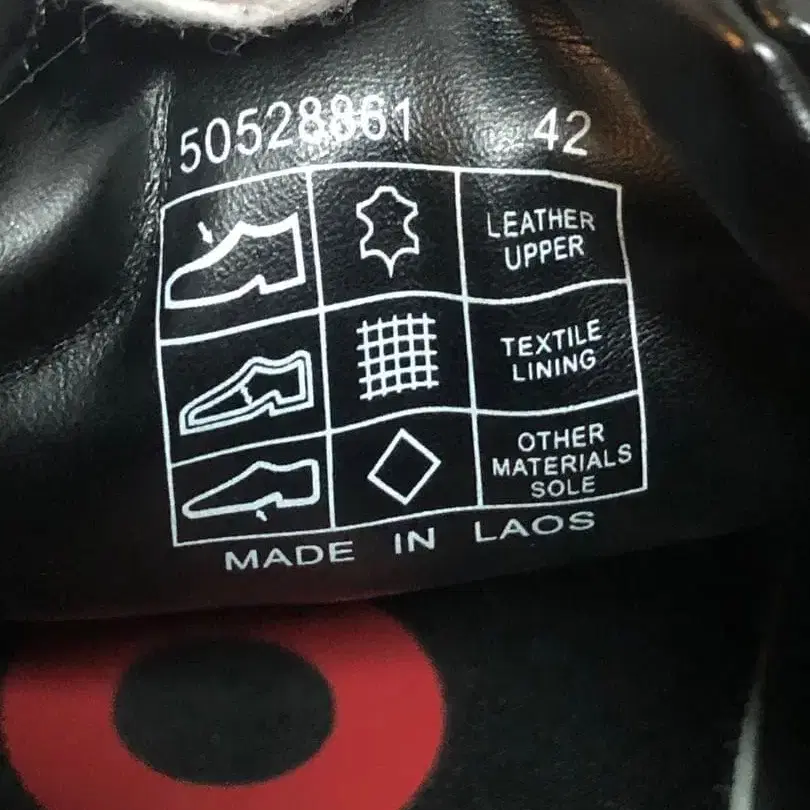 50528861 42
LEATHER
UPPER
TEXTILE
LINING
OTHER
MATERIALS
SOLE
MADE IN LAOS